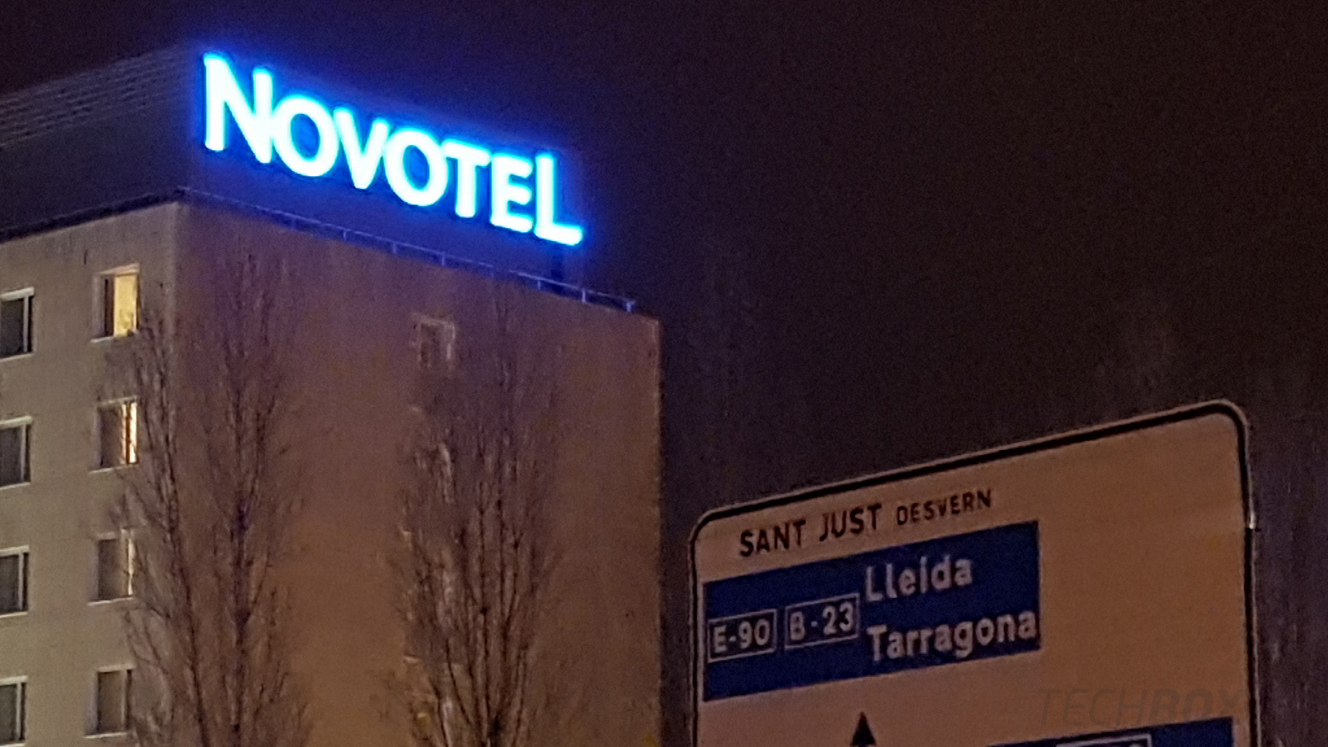 NOVOTEL
SANT JUST DESVERN
E-90 B-23 Lleida
Tarragona
TECHBOX